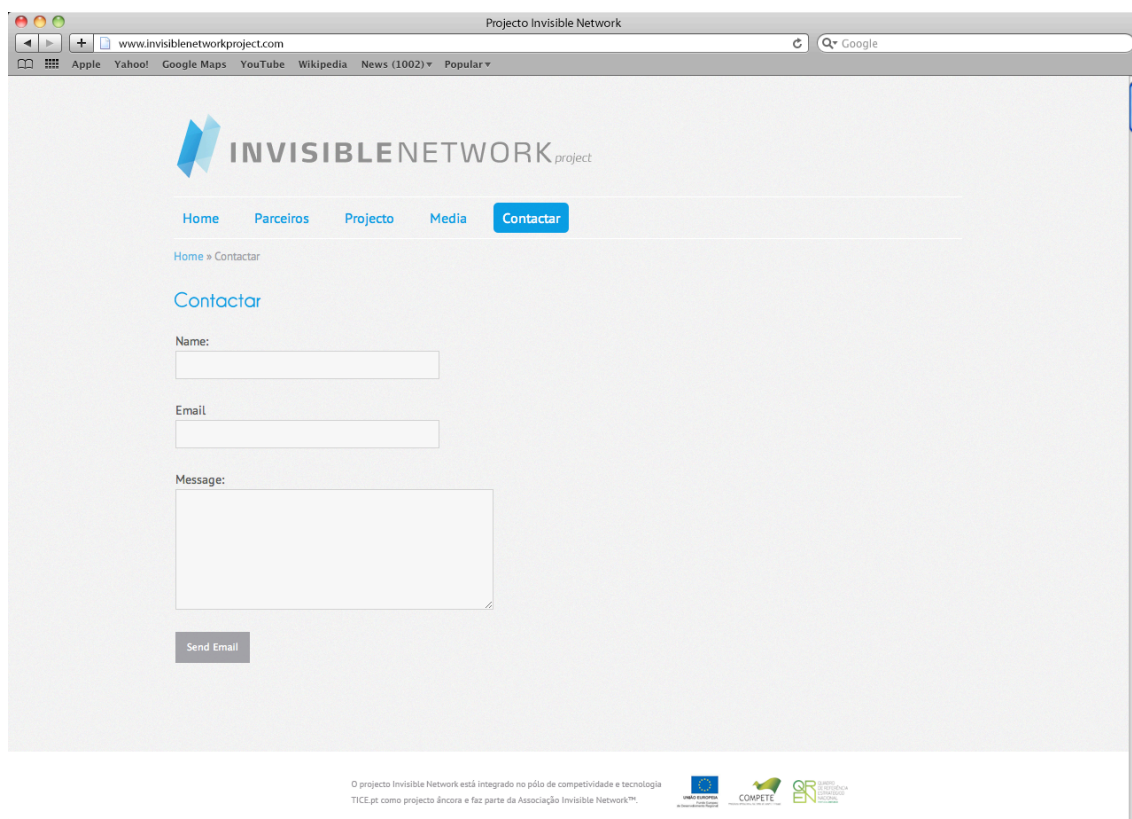 Projecto Invisible Network
www.invisiblenetworkproject.com
Google
Apple Yahoo! Google Maps YouTube Wikipedia News (1002) Popular
INVISIBLENETWORK project
Home Parceiros Projecto Media Contactar
Home » Contactar
Contactar
Name:
Email
Message:
Send Email
O projecto Invisible Network está integrado no pólo de competividade e tecnologia
TICE.pt como projecto âncora e faz parte da Associação Invisible Network™.
UNIÃO EUROPEIA
COMPETE
QREN